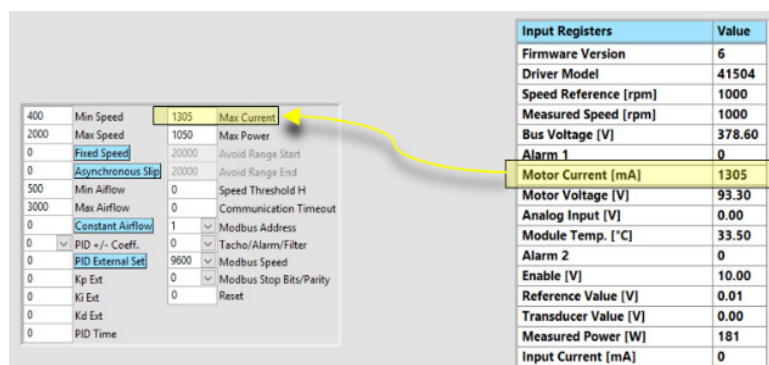 400 Min Speed 1305 Max Current
2000 Max Speed 1050 Max Power
0 Fixed Speed 20000 Avoid Range Start
0 Asynchronous Slip 20000 Avoid Range End
500 Min Aiflow 0 Speed Threshold H
3000 Max Airflow 0 Communication Timeout
0 Constant Airflow 1 Modbus Address
0 PID +/- Coeff. 0 Tacho/Alarm/Filter
0 PID External Set 9600 Modbus Speed
0 Kp Ext 0 Modbus Stop Bits/Parity
0 Ki Ext 0 Reset
0 Kd Ext
0 PID Time
Input Registers Value
Firmware Version 6
Driver Model 41504
Speed Reference [rpm] 1000
Measured Speed [rpm] 1000
Bus Voltage [V] 378.60
Alarm 1 0
Motor Current [mA] 1305
Motor Voltage [V] 93.30
Analog Input [V] 0.00
Module Temp. [°C] 33.50
Alarm 2 0
Enable [V] 10.00
Reference Value [V] 0.01
Transducer Value [V] 0.00
Measured Power [W] 181
Input Current [mA] 0